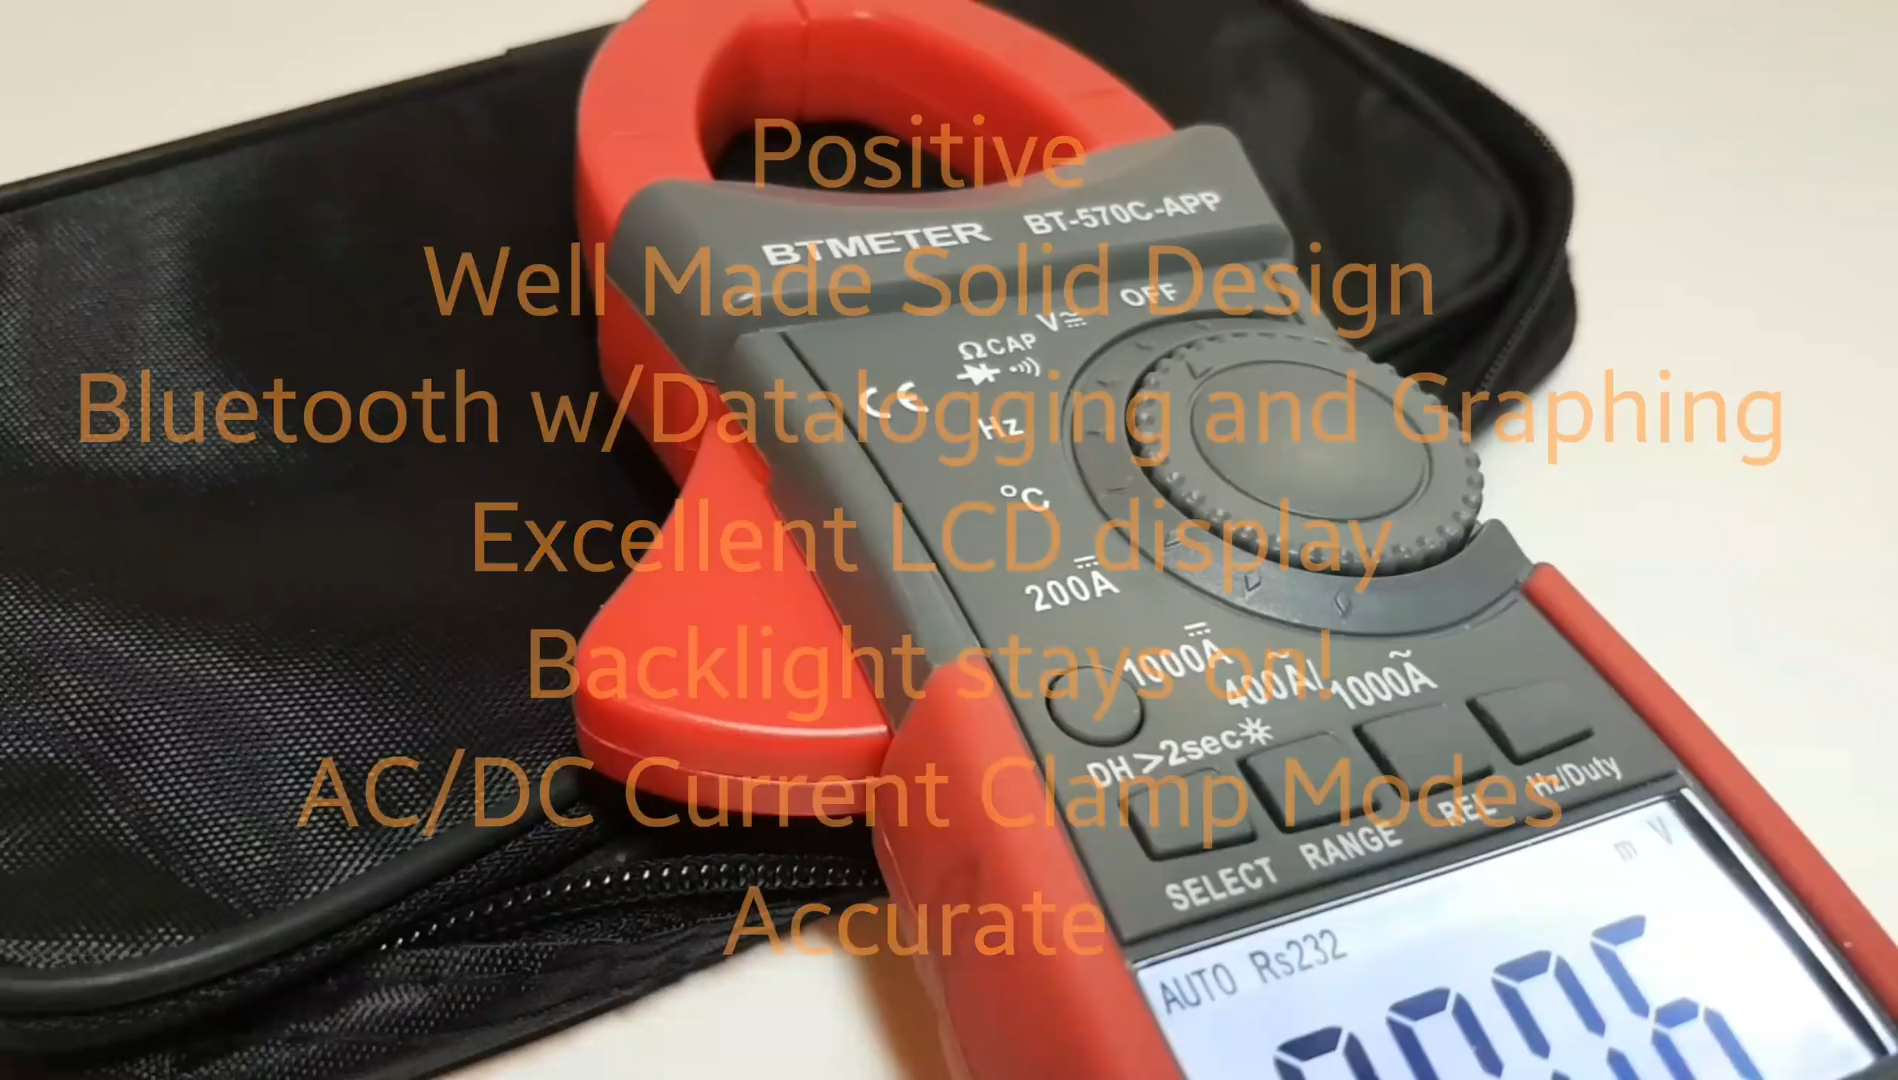 Positive
Well Made Solid Design
Bluetooth w/Datalogging and Graphing
Excellent LCD display
Backlight stays on!
AC/DC Current Clamp Modes
Accurate
BTMETER BT-570C-APP
OFF
V
ΩCAP
CE
Hz
°C
200A
1000A
400A/1000A
DH>2sec
SELECT RANGE REL Hz/Duty
m V
AUTO Rs232